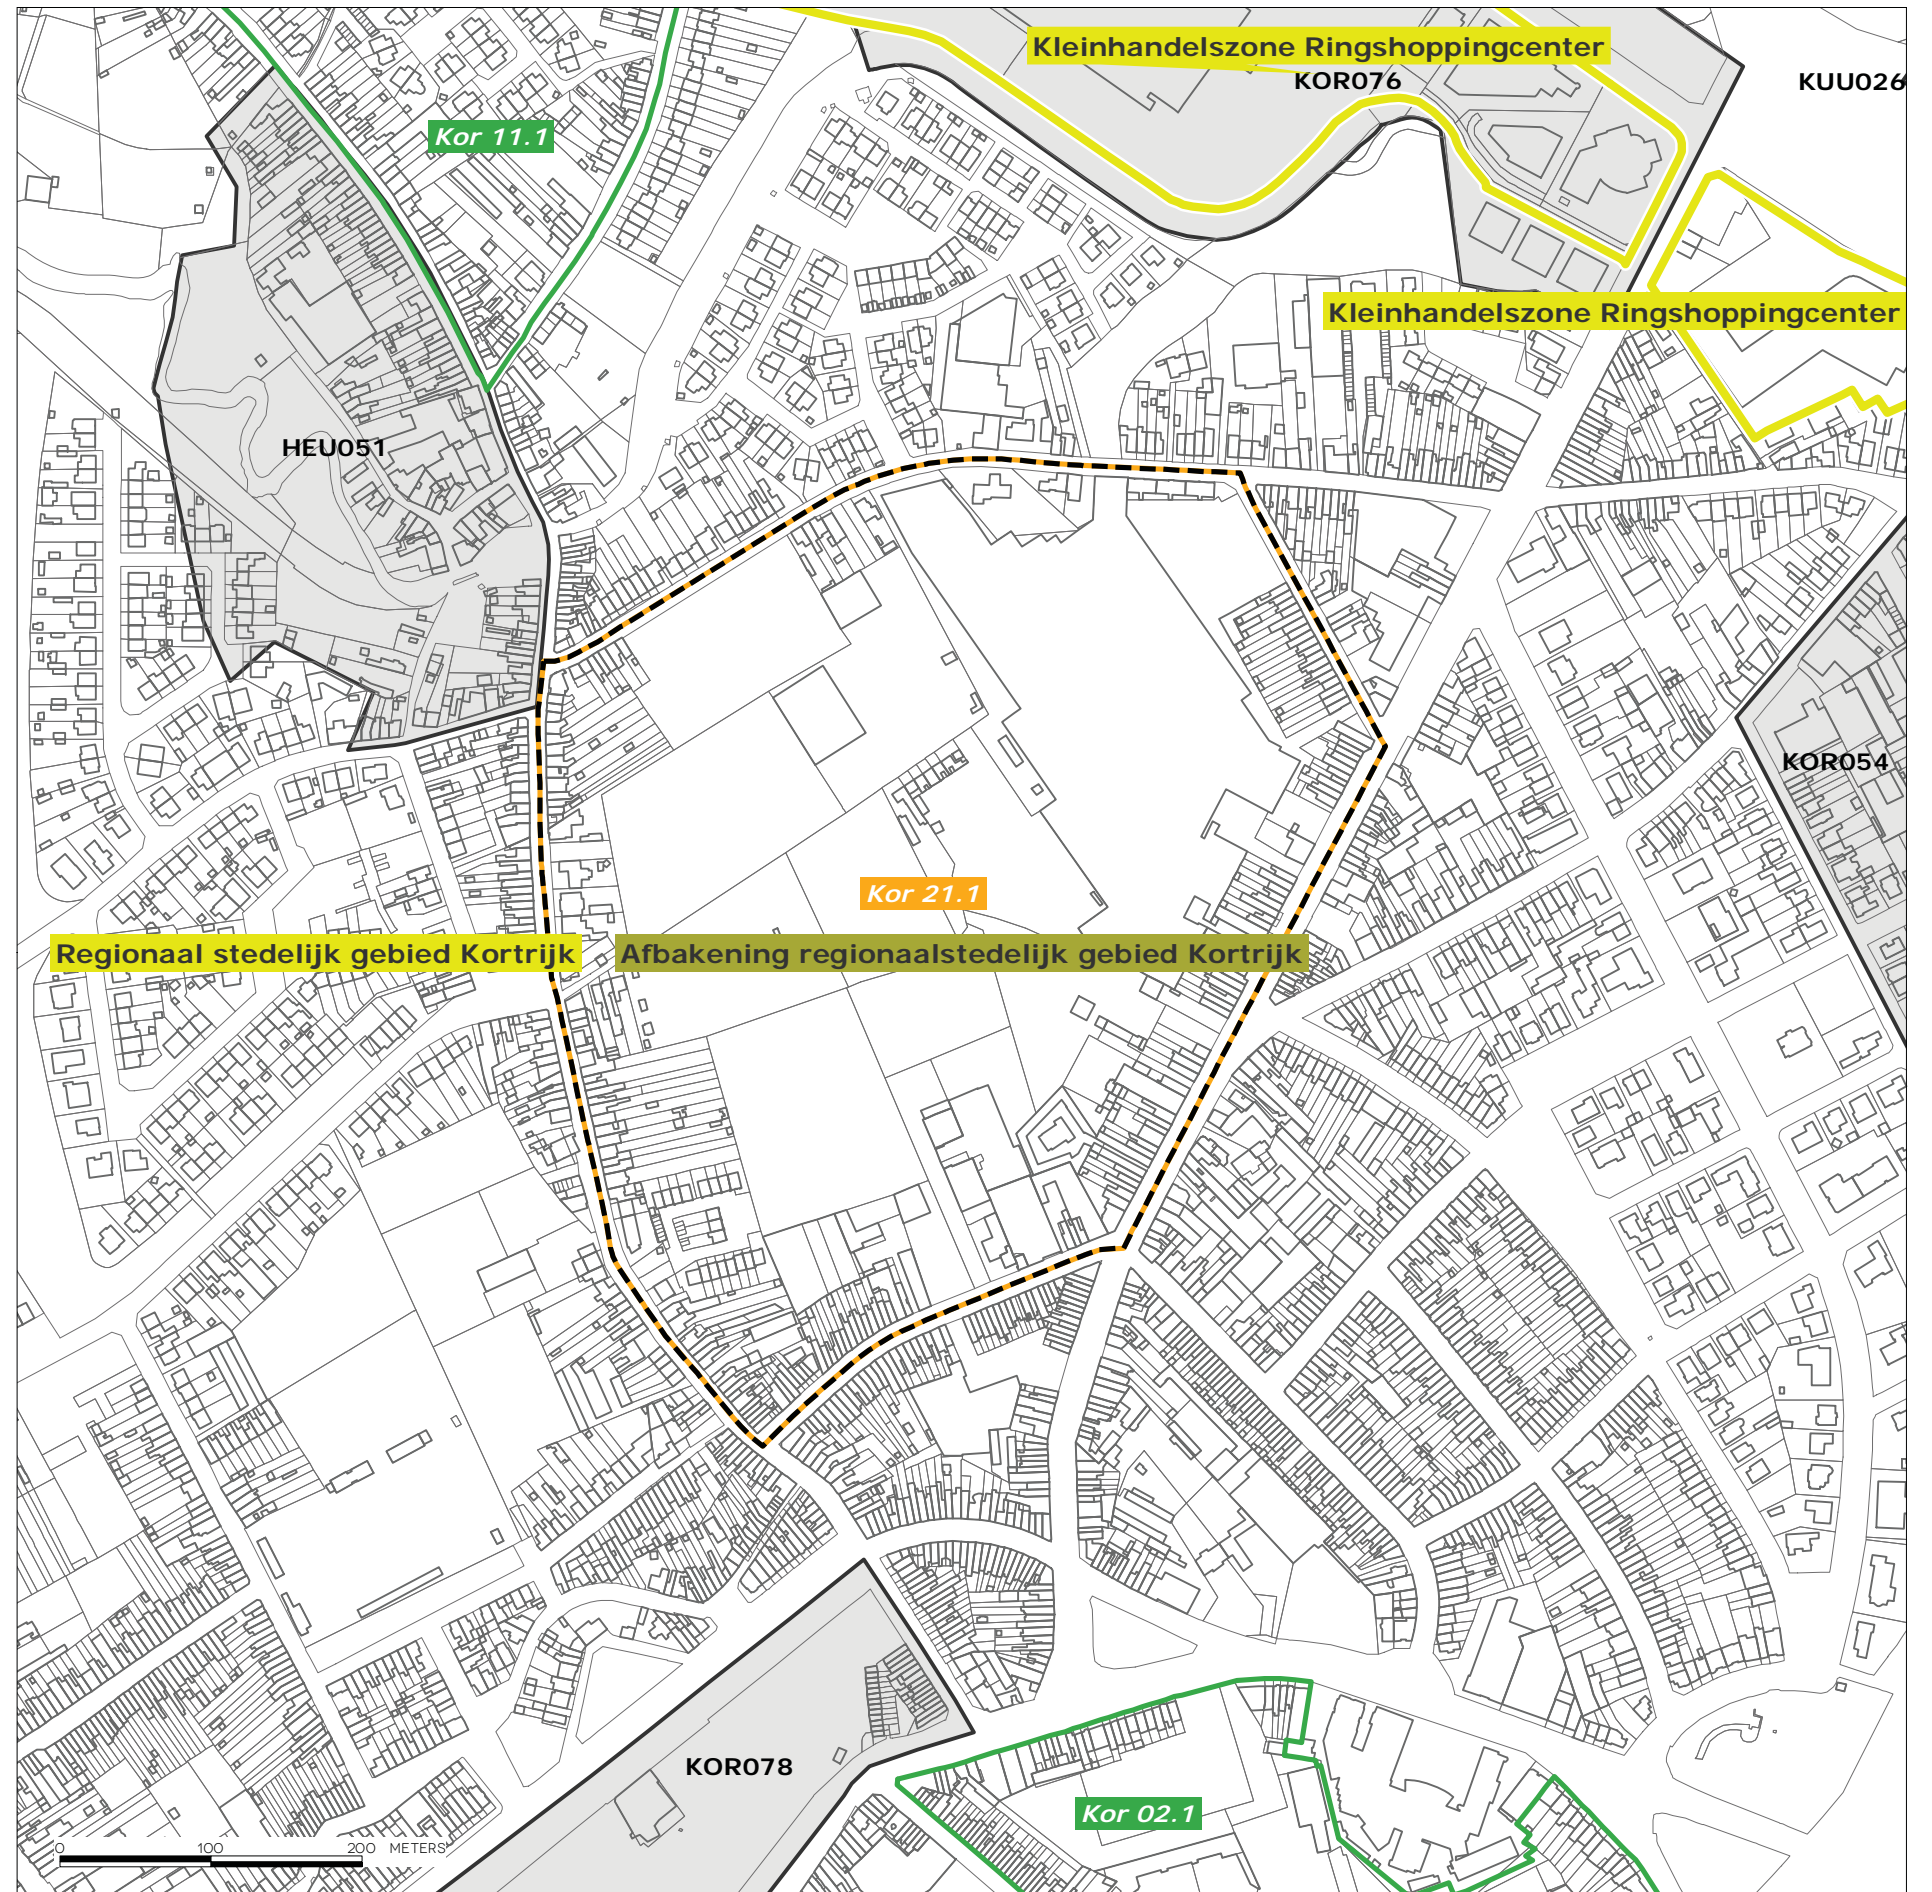 Kleinhandelszone Ringshoppingcenter
KOR076
KUU026
Kor 11.1
Kleinhandelszone Ringshoppingcenter
HEU051
KOR054
Kor 21.1
Regionaal stedelijk gebied Kortrijk
Afbakening regionaalstedelijk gebied Kortrijk
KOR078
Kor 02.1
0 100 200 METERS